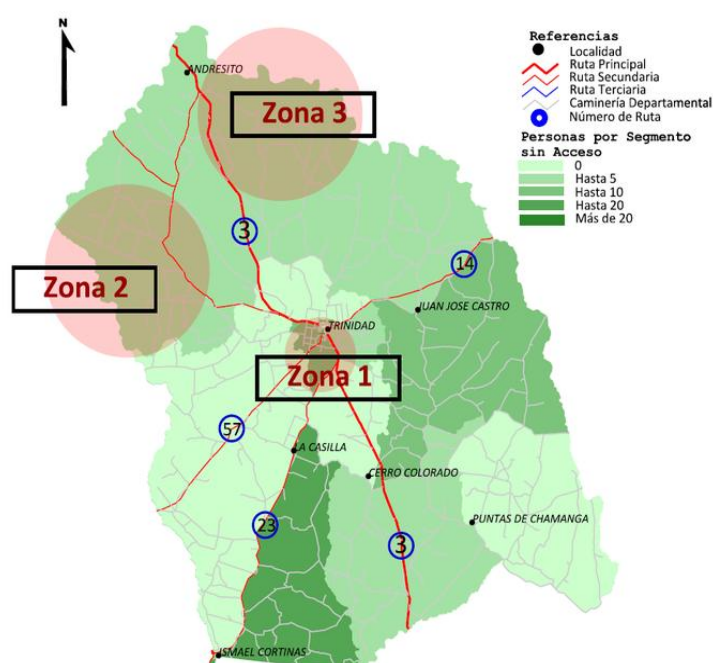 N
Referencias
Localidad
Ruta Principal
Ruta Secundaria
Ruta Terciaria
Caminería Departamental
Número de Ruta
Personas por Segmento
sin Acceso
0
Hasta 5
Hasta 10
Hasta 20
Más de 20
ANDRESITO
Zona 3
3
14
Zona 2
JUAN JOSE CASTRO
TRINIDAD
Zona 1
57
LA CASILLA
CERRO COLORADO
23
PUNTAS DE CHAMANGA
3
ISMAEL CORTINAS